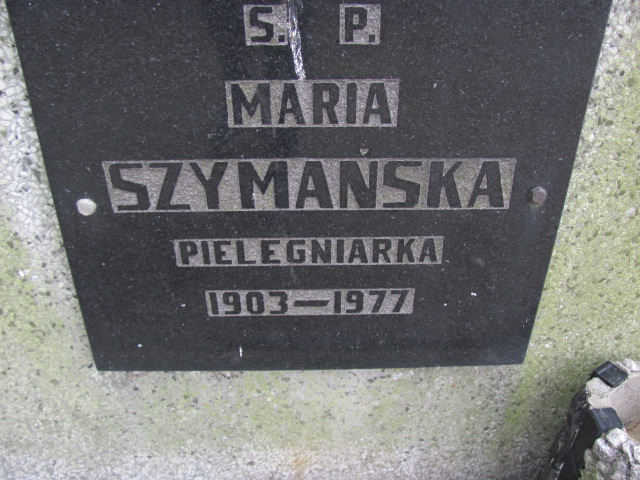 S. P.
MARIA
SZYMAŃSKA
PIELEGNIARKA
1903—1977